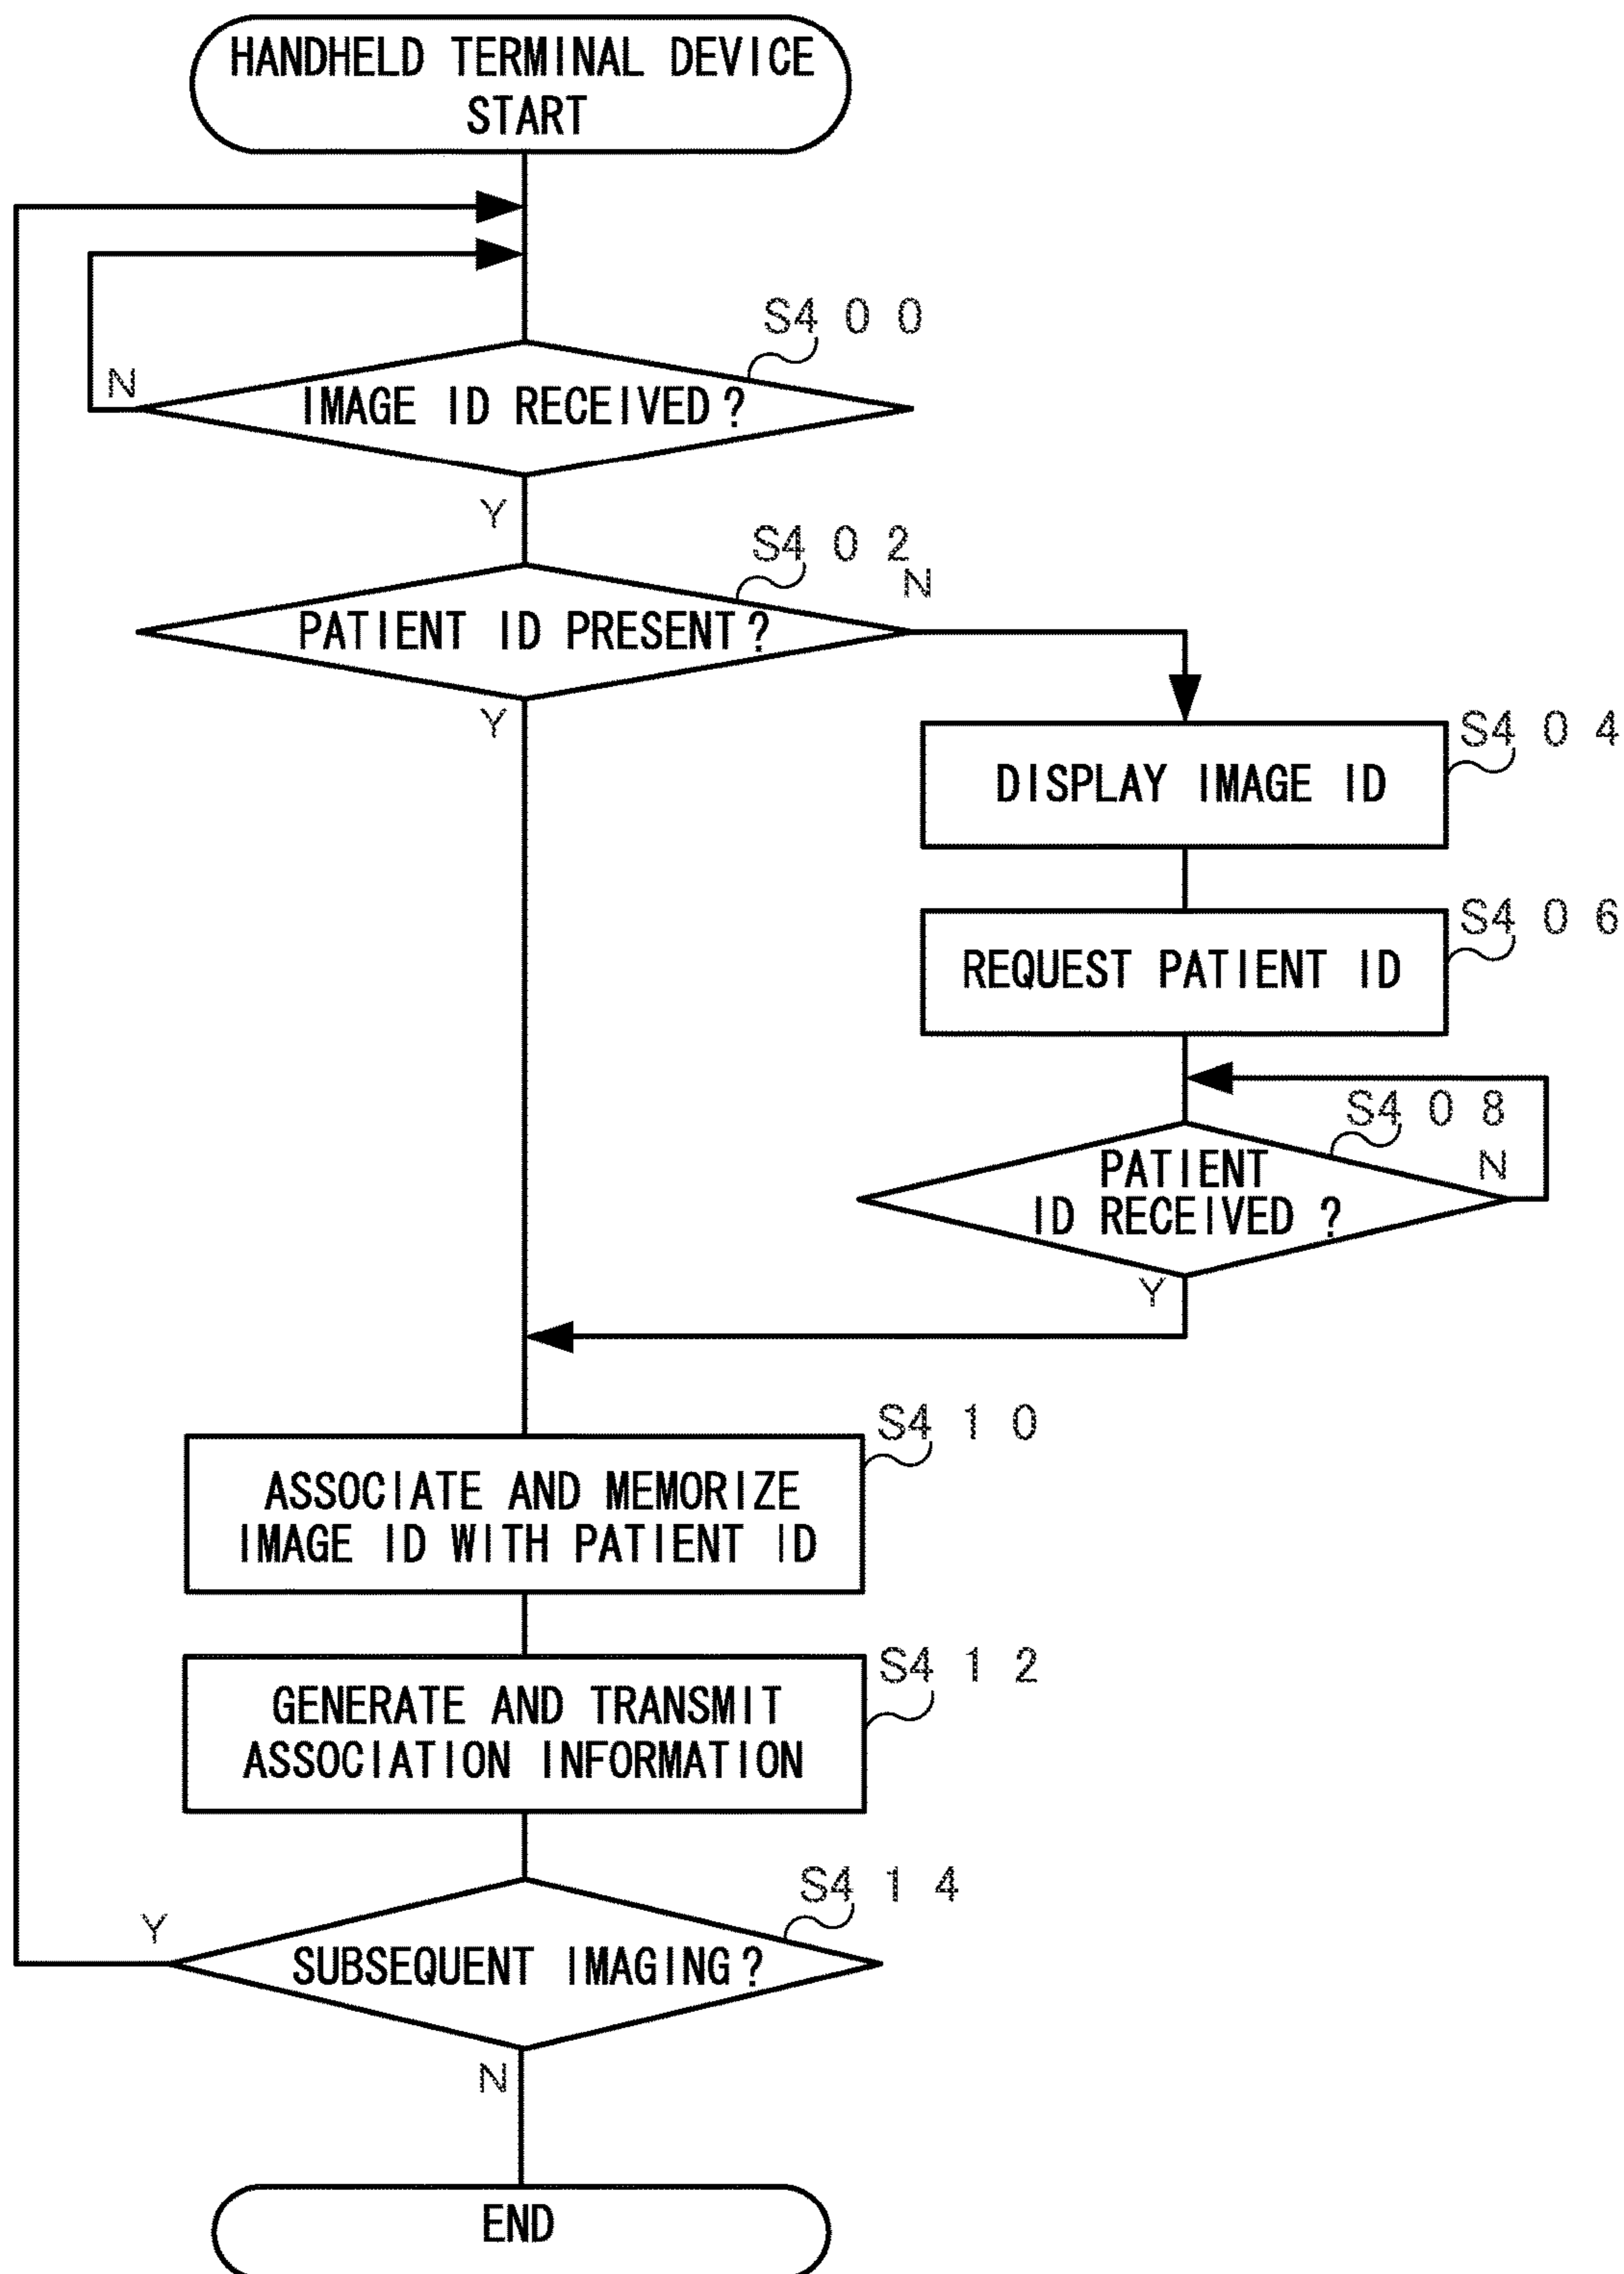 HANDHELD TERMINAL DEVICE
START
S400
N
IMAGE ID RECEIVED?
Y
S402
N
PATIENT ID PRESENT?
Y
S404
DISPLAY IMAGE ID
S406
REQUEST PATIENT ID
S408
N
PATIENT
ID RECEIVED ?
Y
S410
ASSOCIATE AND MEMORIZE
IMAGE ID WITH PATIENT ID
S412
GENERATE AND TRANSMIT
ASSOCIATION INFORMATION
S414
Y
SUBSEQUENT IMAGING?
N
END